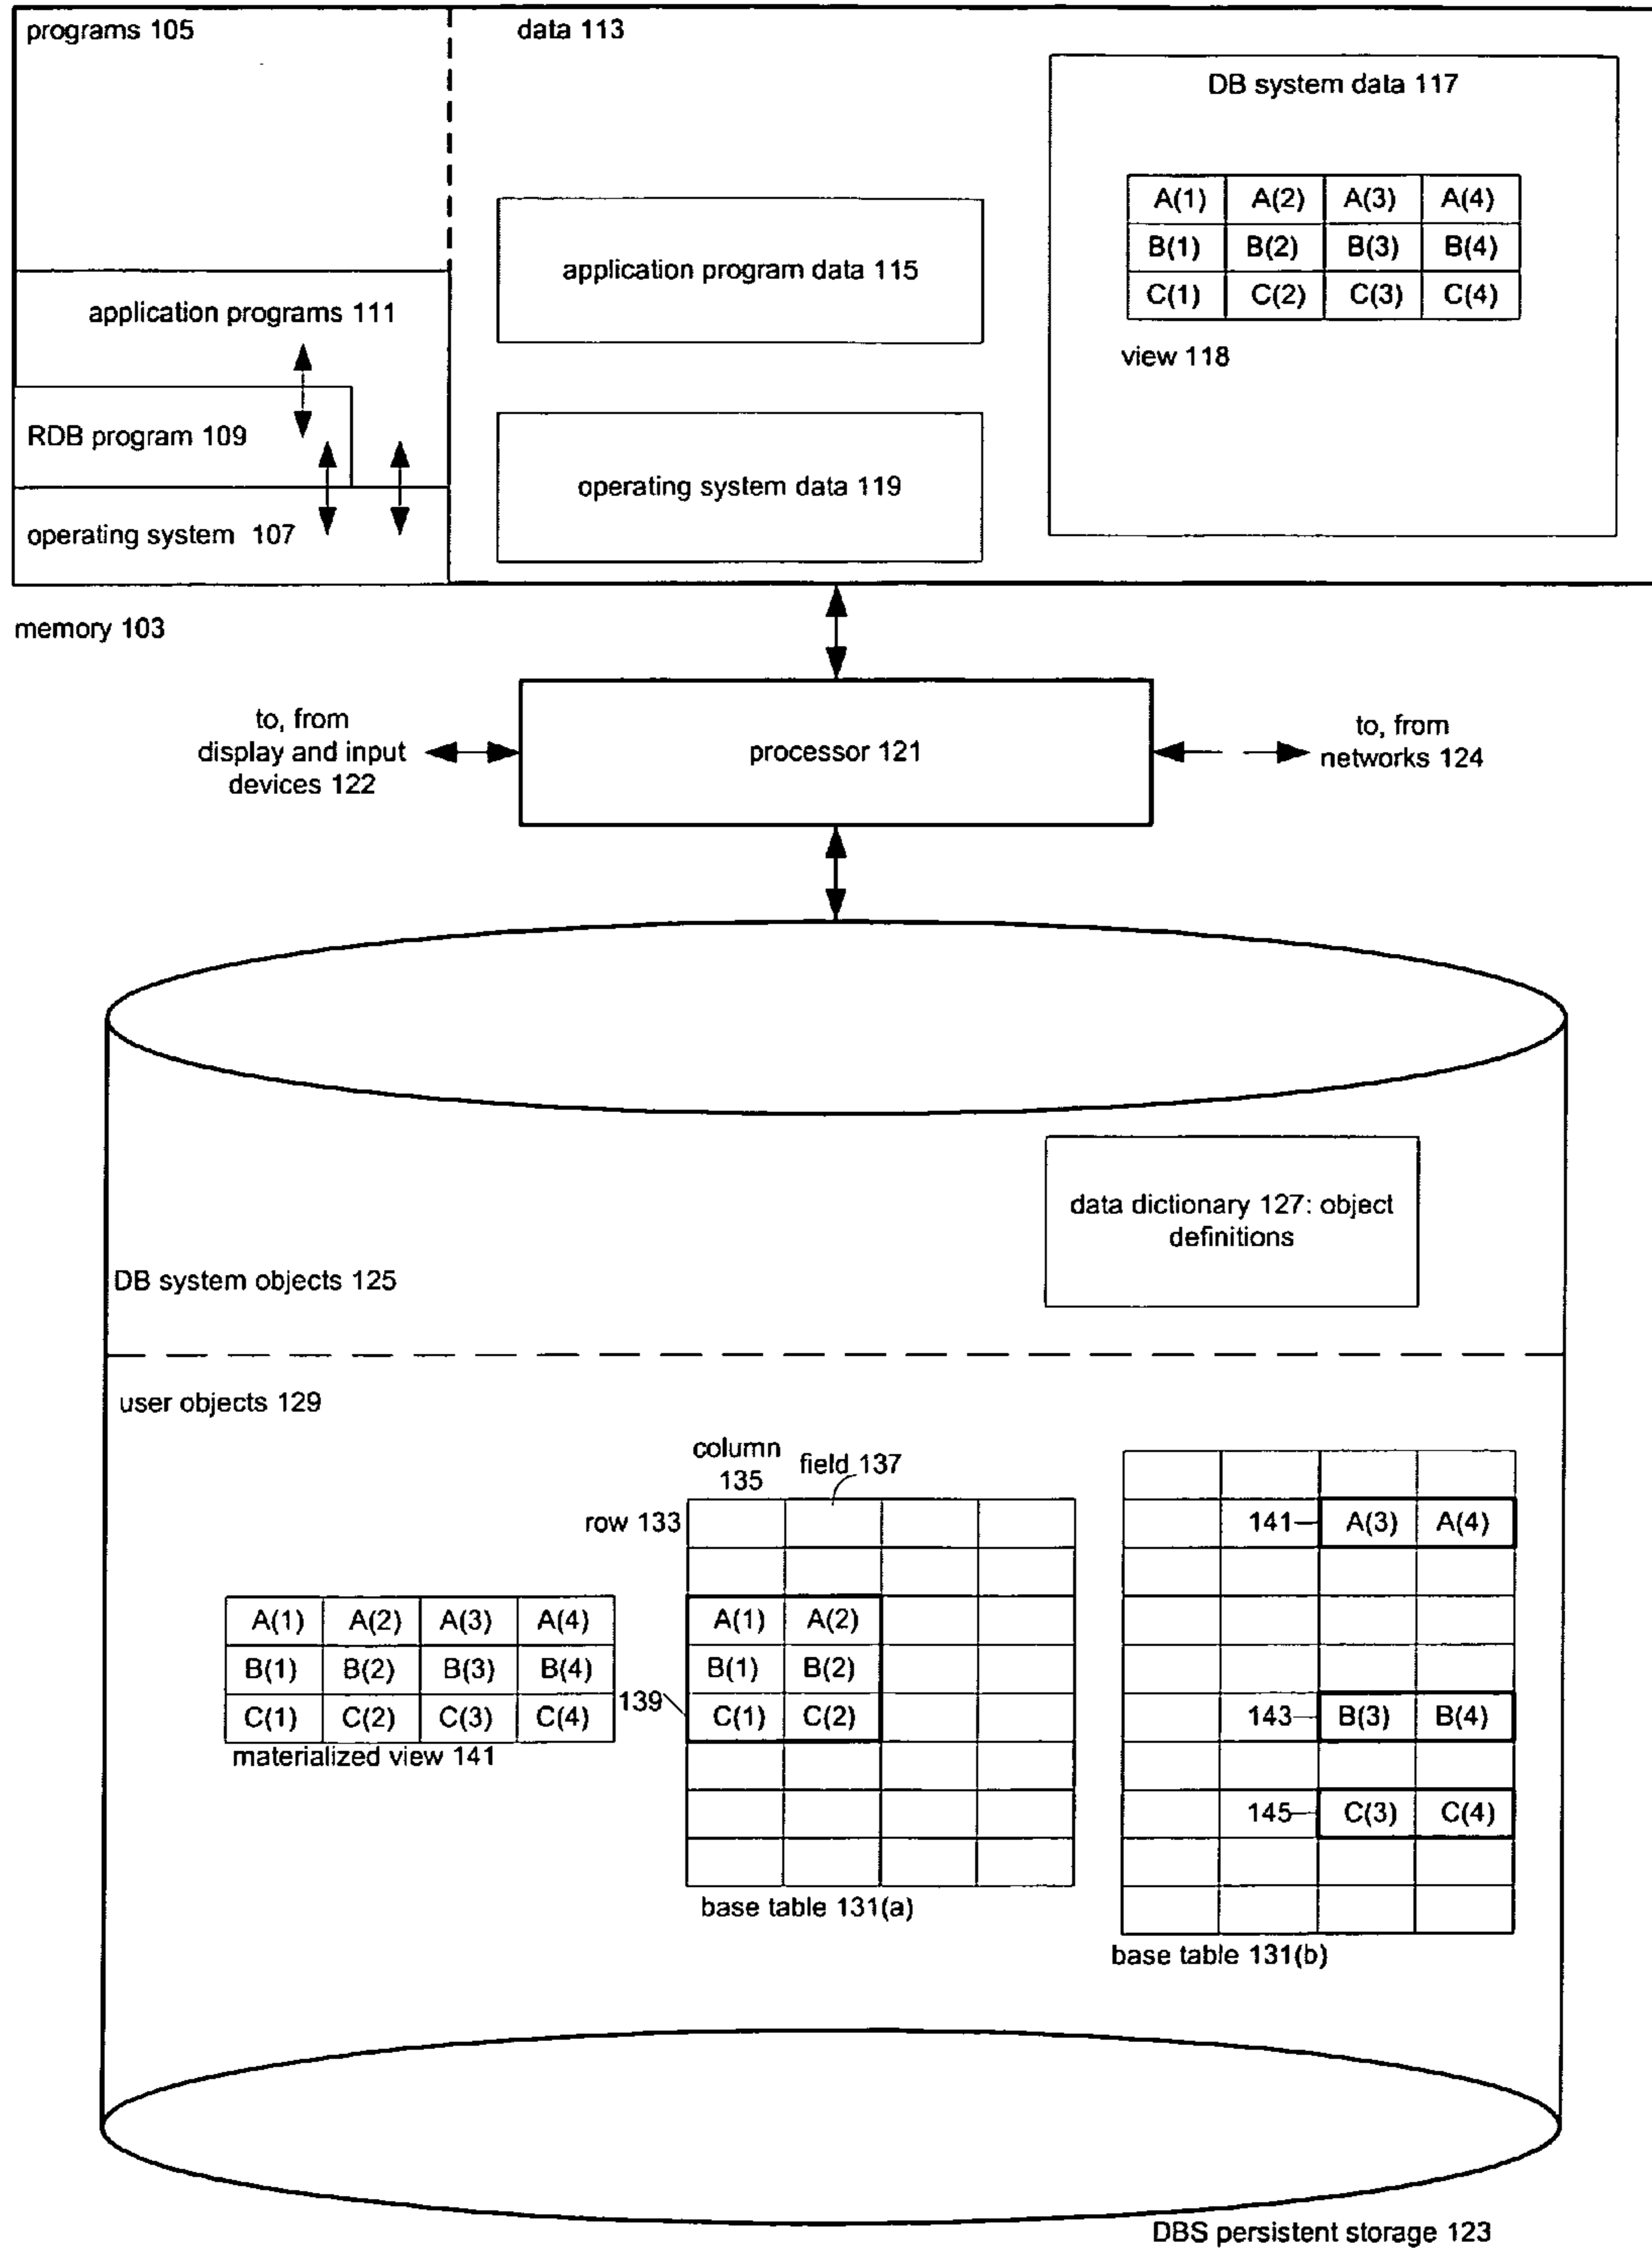 programs 105
data 113
DB system data 117
A(1) A(2) A(3) A(4)
B(1) B(2) B(3) B(4)
C(1) C(2) C(3) C(4)
view 118
application program data 115
application programs 111
RDB program 109
operating system data 119
operating system 107
memory 103
to, from
display and input
devices 122
processor 121
to, from
networks 124
data dictionary 127: object
definitions
DB system objects 125
user objects 129
column
135
field 137
row 133
A(1) A(2) A(3) A(4)
B(1) B(2) B(3) B(4)
C(1) C(2) C(3) C(4)
materialized view 141
139
A(1) A(2)
B(1) B(2)
C(1) C(2)
base table 131(a)
141 A(3) A(4)
143 B(3) B(4)
145 C(3) C(4)
base table 131(b)
DBS persistent storage 123